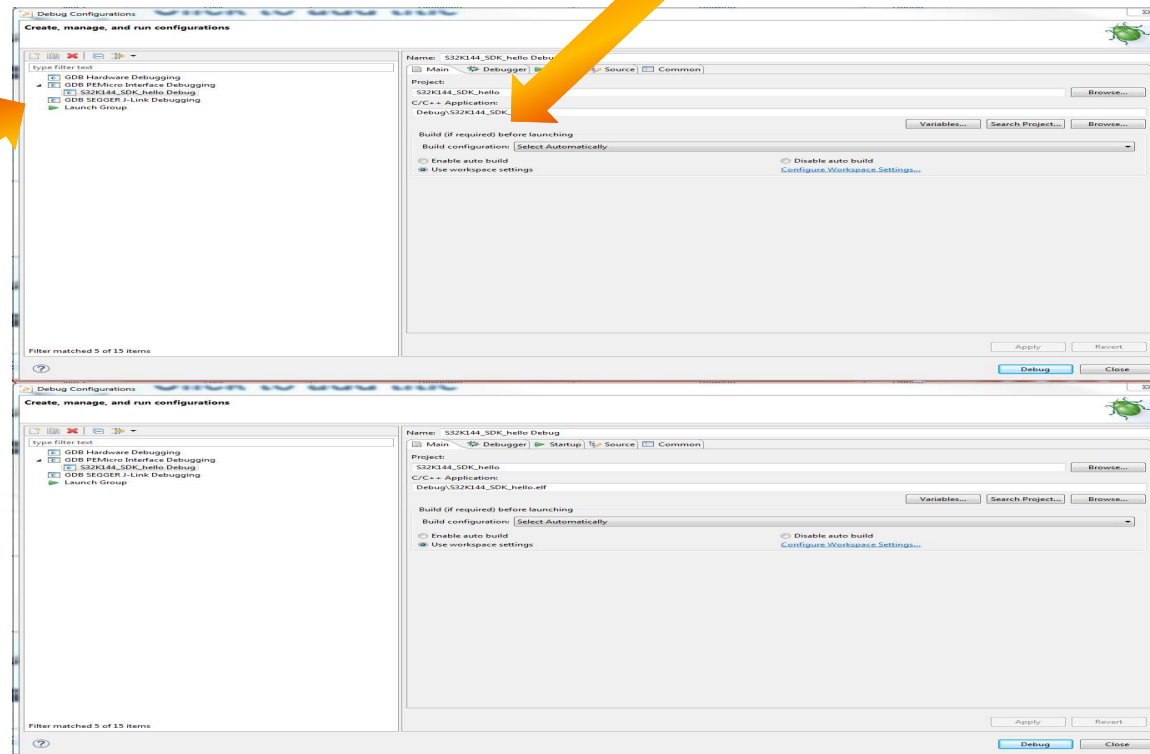 Debug Configurations
Create, manage, and run configurations
type filter text
GDB Hardware Debugging
GDB PEMicro Interface Debugging
S32K144_SDK_hello Debug
GDB SEGGER J-Link Debugging
Launch Group
Filter matched 5 of 15 items
Name: S32K144_SDK_hello Debu
Main Debugger Source Common
Project:
S32K144_SDK_hello
Browse...
C/C++ Application:
Debug\S32K144_SDK_
Variables... Search Project... Browse...
Build (if required) before launching
Build configuration: Select Automatically
Enable auto build Disable auto build
Use workspace settings Configure Workspace Settings...
Apply Revert
Debug Close
Debug Configurations
Create, manage, and run configurations
type filter text
GDB Hardware Debugging
GDB PEMicro Interface Debugging
S32K144_SDK_hello Debug
GDB SEGGER J-Link Debugging
Launch Group
Filter matched 5 of 15 items
Name: S32K144_SDK_hello Debug
Main Debugger Startup Source Common
Project:
S32K144_SDK_hello
Browse...
C/C++ Application:
Debug\S32K144_SDK_hello.elf
Variables... Search Project... Browse...
Build (if required) before launching
Build configuration: Select Automatically
Enable auto build Disable auto build
Use workspace settings Configure Workspace Settings...
Apply Revert
Debug Close